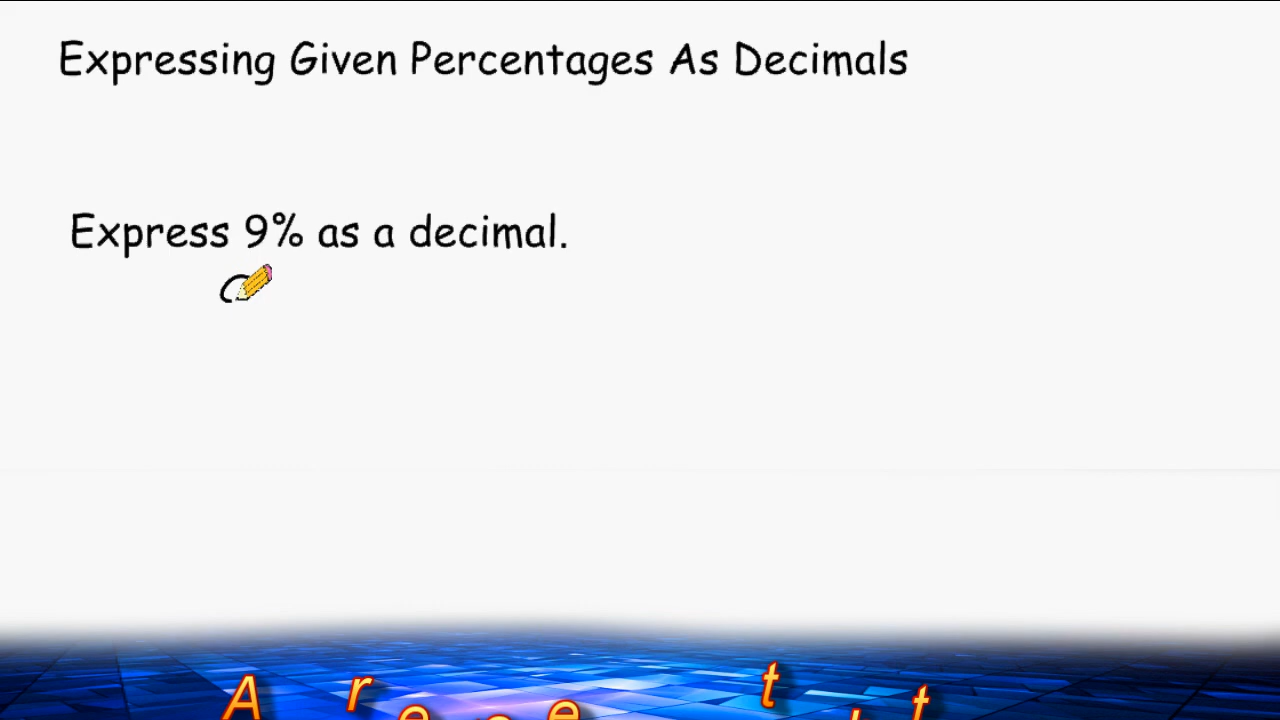 Expressing Given Percentages As Decimals
Express 9% as a decimal.